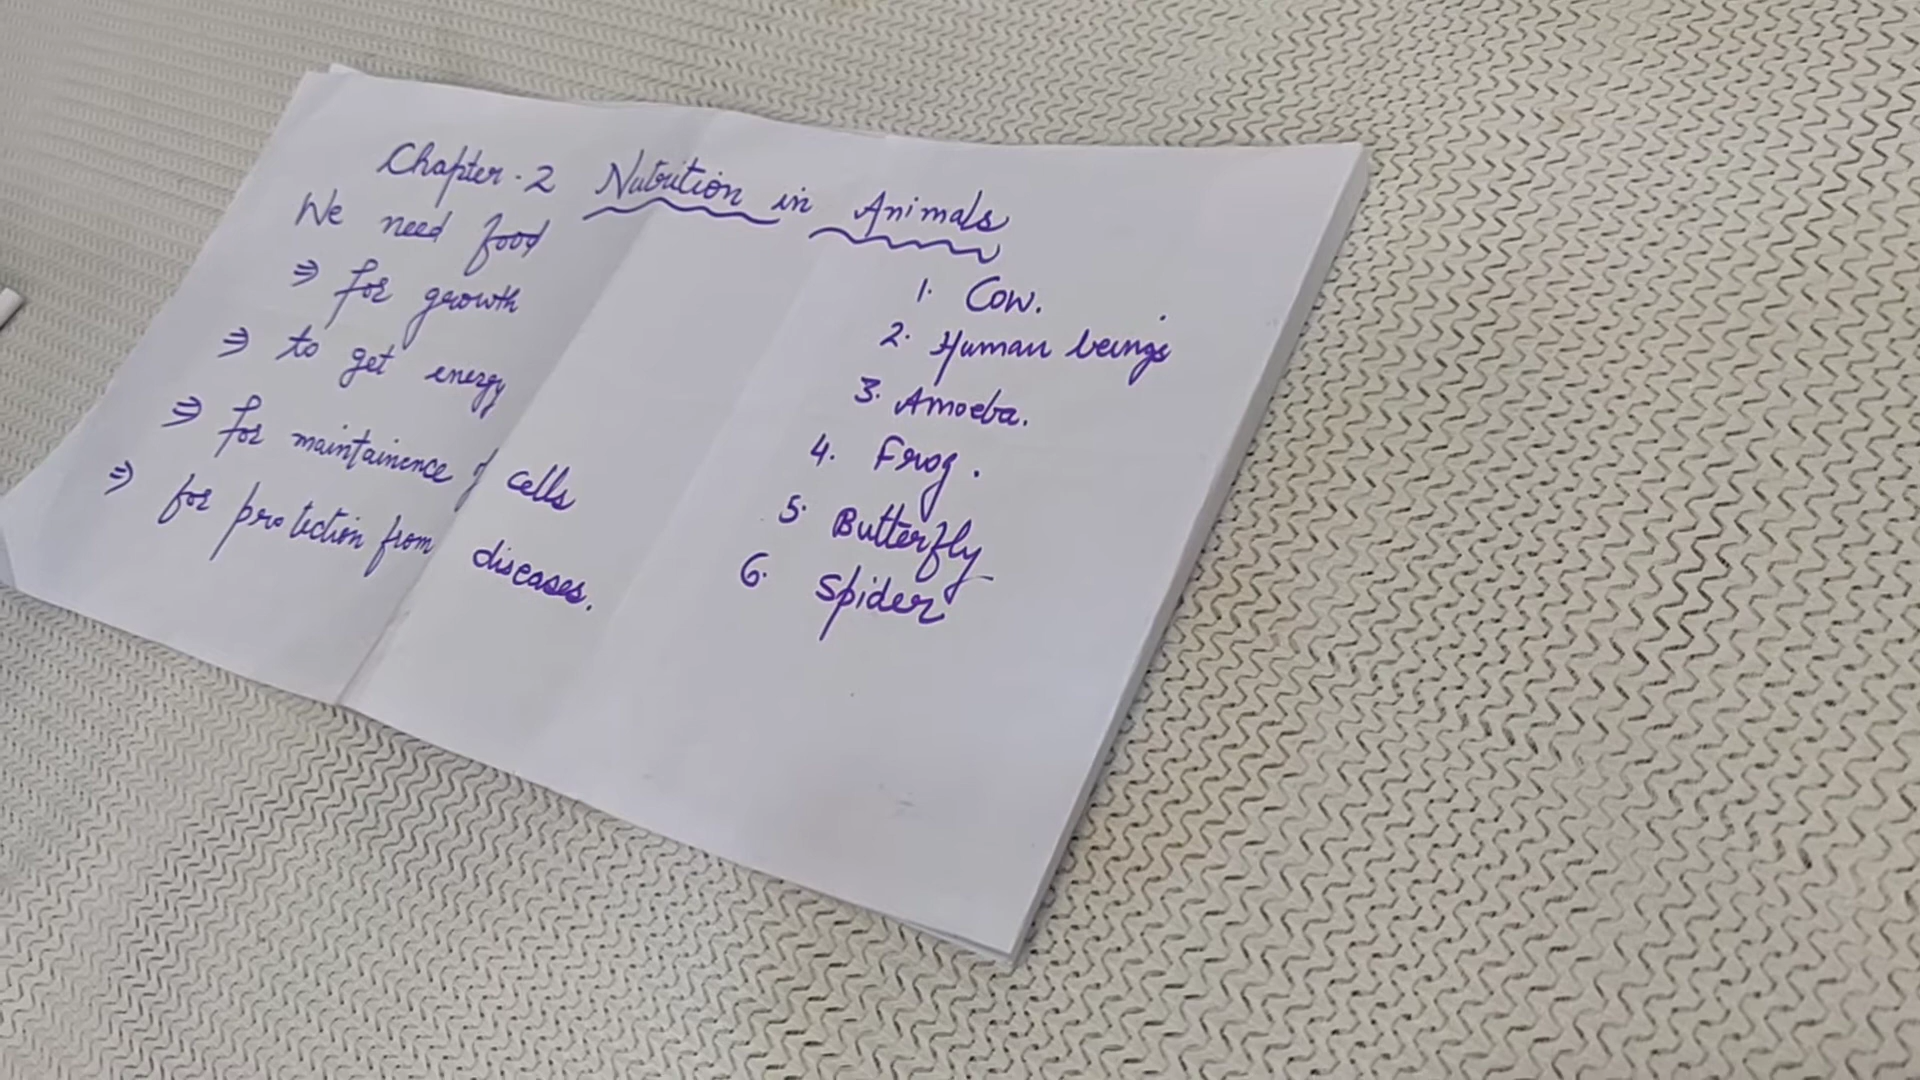 Chapter-2 Nutrition in Animals
We need food
⇒ for growth
⇒ to get energy
⇒ for maintainence of cells
⇒ for protection from diseases.
1. Cow.
2. Human beings
3. Amoeba.
4. Frog.
5. Butterfly
6. Spider